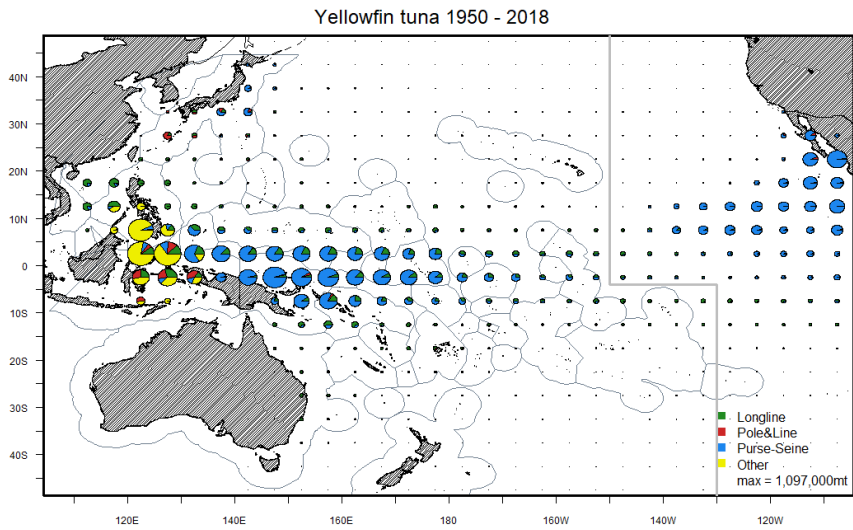 Yellowfin tuna 1950 - 2018
40N
30N
20N
10N
0
10S
20S
30S
40S
Longline
Pole&Line
Purse-Seine
Other
max = 1,097,000mt
120E
140E
160E
180
160W
140W
120W